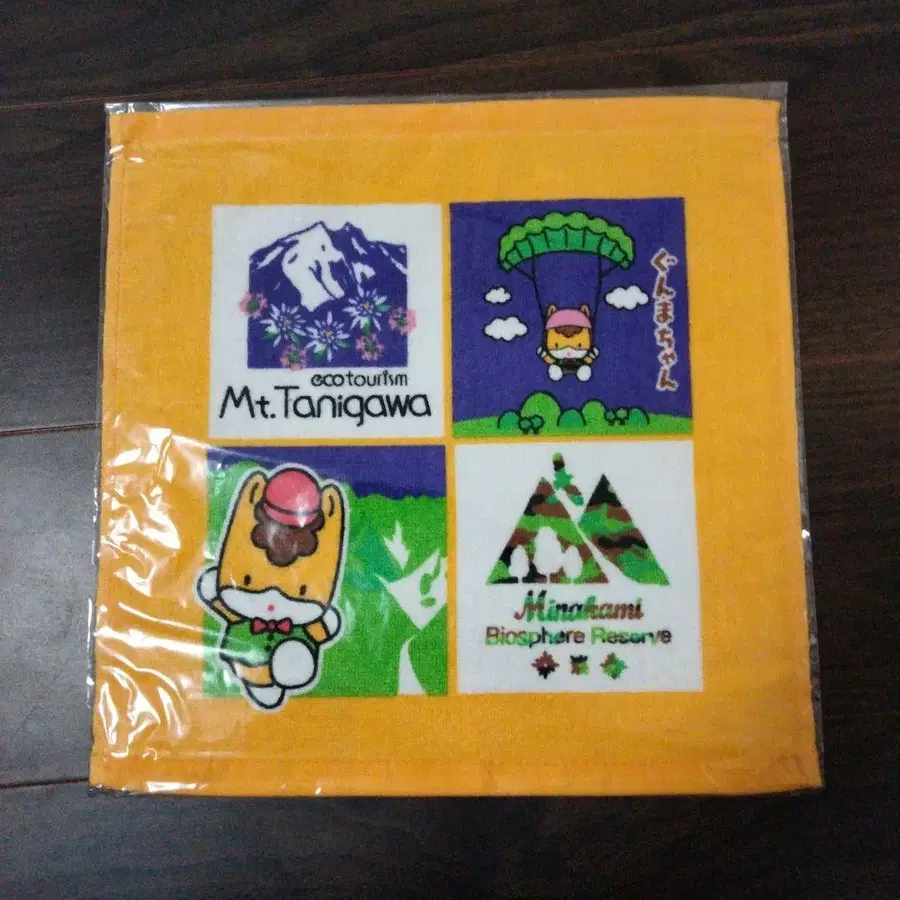 ecotourism
Mt.Tanigawa
ぐんまちゃん
Minakami
Biosphere Reserve